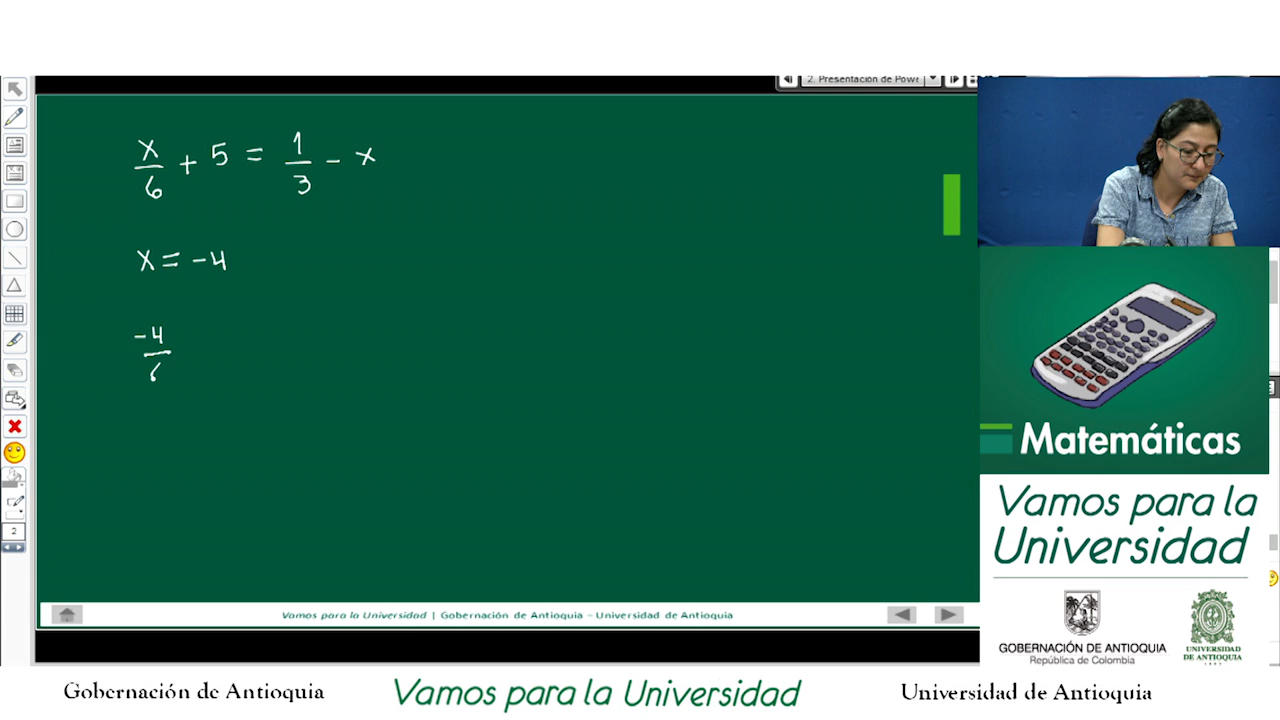 2. Presentación de Powe
x/6 + 5 = 1/3 - x
x = -4
-4/6
Matemáticas
Vamos para la
Universidad
GOBERNACIÓN DE ANTIOQUIA
República de Colombia
UNIVERSIDAD
DE ANTIOQUIA
1803
2
Vamos para la Universidad | Gobernación de Antioquia - Universidad de Antioquia
Gobernación de Antioquia
Vamos para la Universidad
Universidad de Antioquia